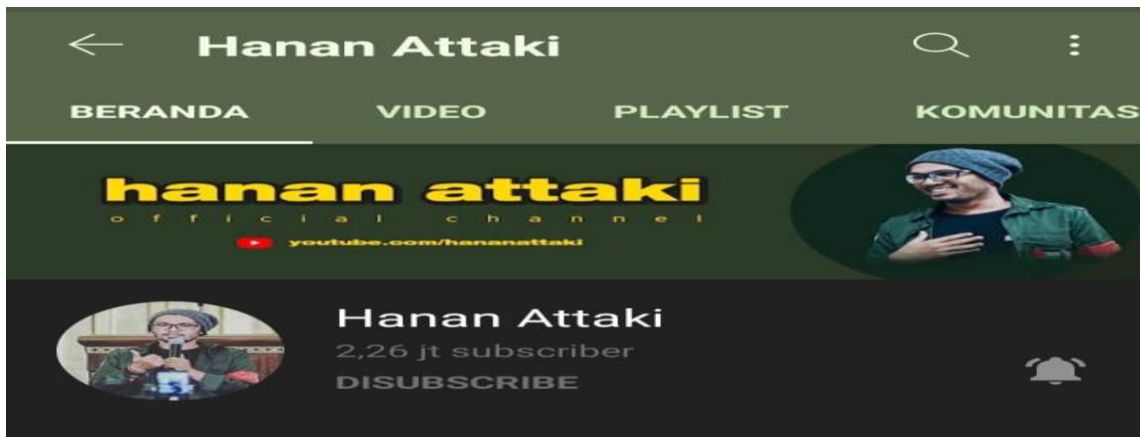 Hanan Attaki
BERANDA VIDEO PLAYLIST KOMUNITAS
hanan attaki
official channel
youtube.com/hananattaki
Hanan Attaki
2,26 jt subscriber
DISUBSCRIBE